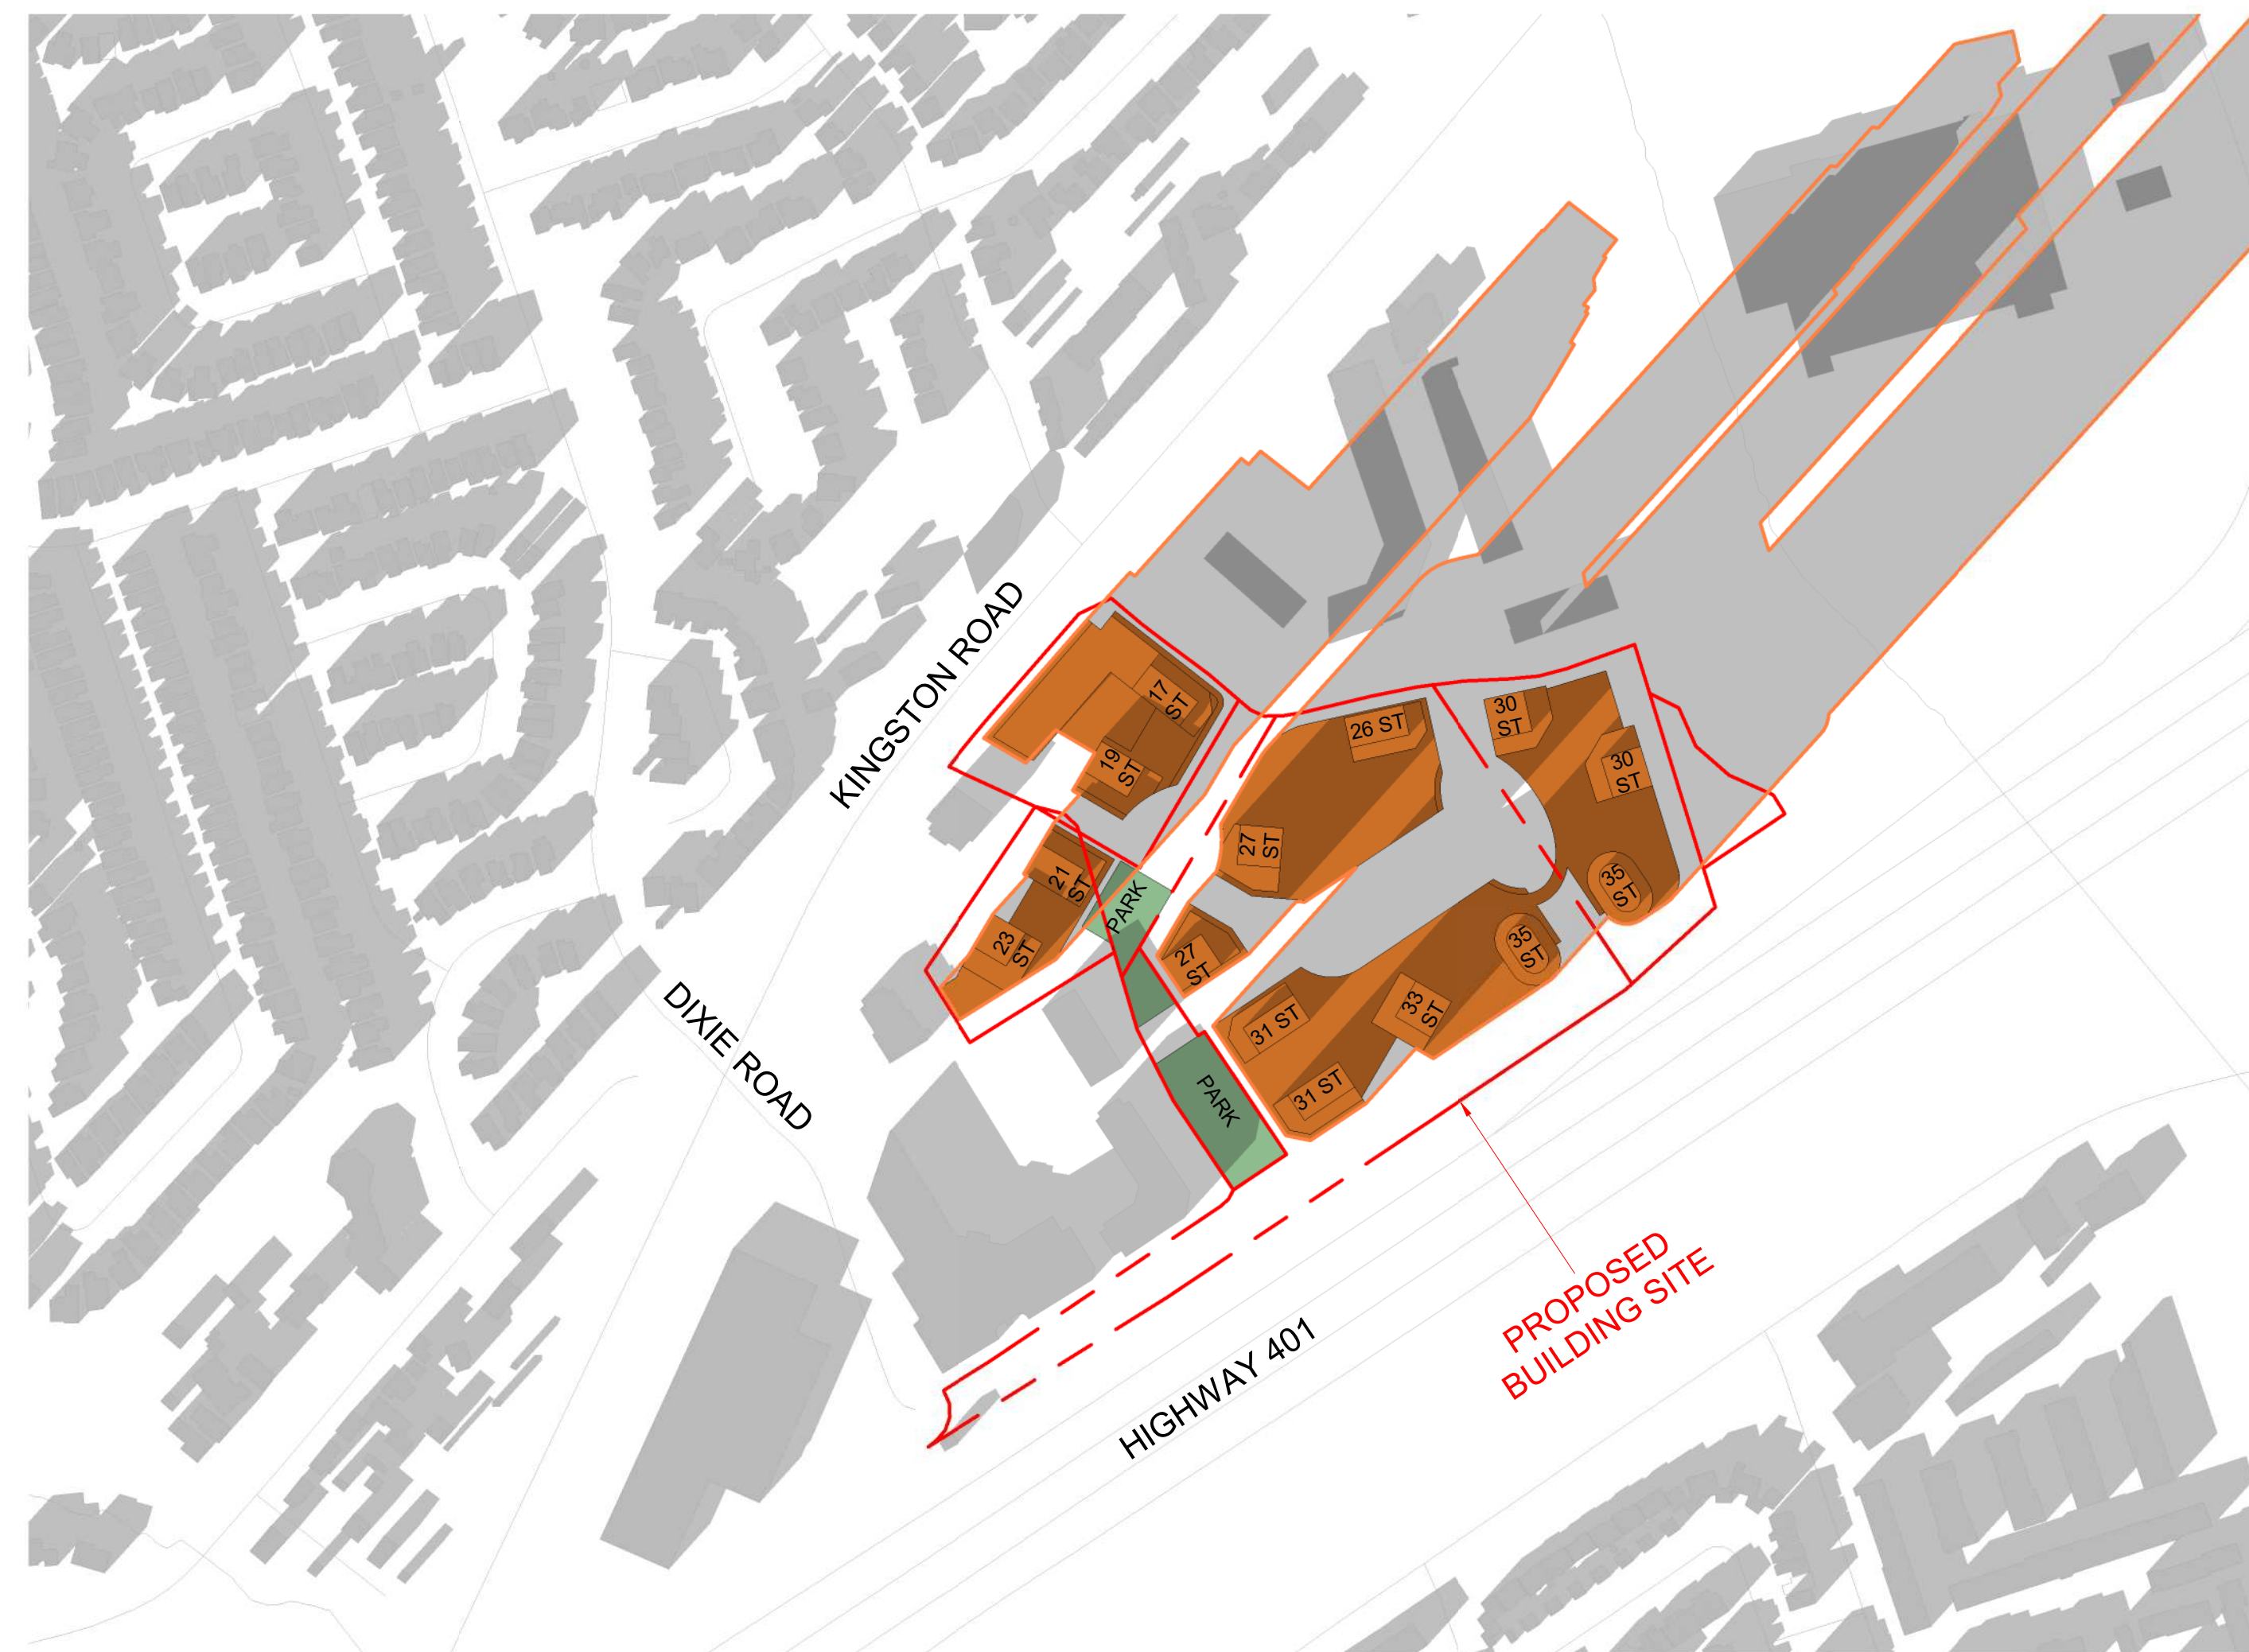 KINGSTON ROAD
17
ST
19
ST
26 ST
30
ST
30
ST
27
ST
21
ST
PARK
35
ST
23
ST
27
ST
35
ST
31 ST
33
ST
31 ST
PARK
DIXIE ROAD
PROPOSED
BUILDING SITE
HIGHWAY 401